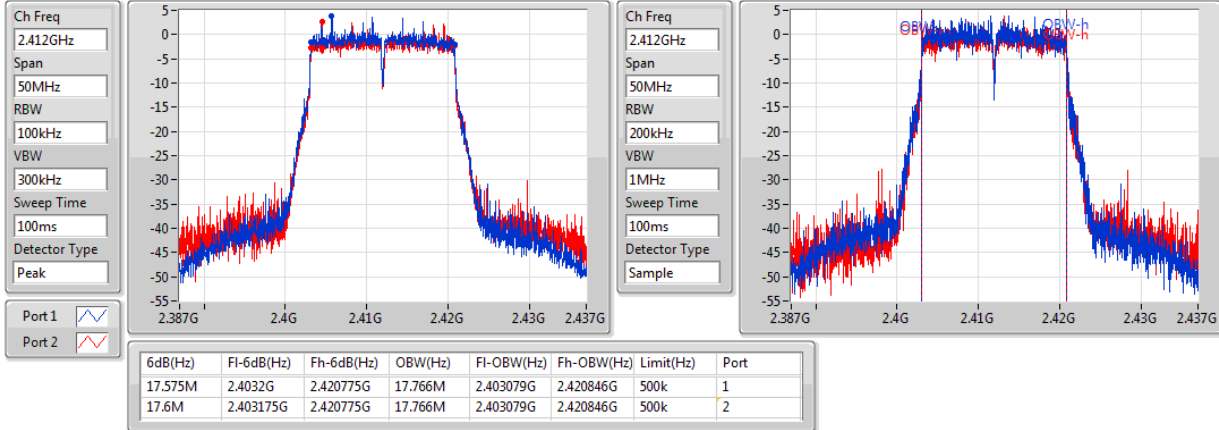 Ch Freq
2.412GHz
Span
50MHz
RBW
100kHz
VBW
300kHz
Sweep Time
100ms
Detector Type
Peak
Port 1
Port 2
5
0
-5
-10
-15
-20
-25
-30
-35
-40
-45
-50
-55
2.387G 2.4G 2.41G 2.42G 2.43G 2.437G
Ch Freq
2.412GHz
Span
50MHz
RBW
200kHz
VBW
1MHz
Sweep Time
100ms
Detector Type
Sample
5
0
-5
-10
-15
-20
-25
-30
-35
-40
-45
-50
-55
OBW-h
OBW-h
2.387G 2.4G 2.41G 2.42G 2.43G 2.437G
6dB(Hz) Fl-6dB(Hz) Fh-6dB(Hz) OBW(Hz) Fl-OBW(Hz) Fh-OBW(Hz) Limit(Hz) Port
17.575M 2.4032G 2.420775G 17.766M 2.403079G 2.420846G 500k 1
17.6M 2.403175G 2.420775G 17.766M 2.403079G 2.420846G 500k 2